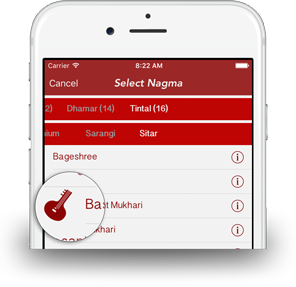 Carrier 8:22 AM
Cancel Select Nagma
2) Dhamar (14) Tintal (16)
nium Sarangi Sitar
Bageshree
Ba t Mukhari
khari